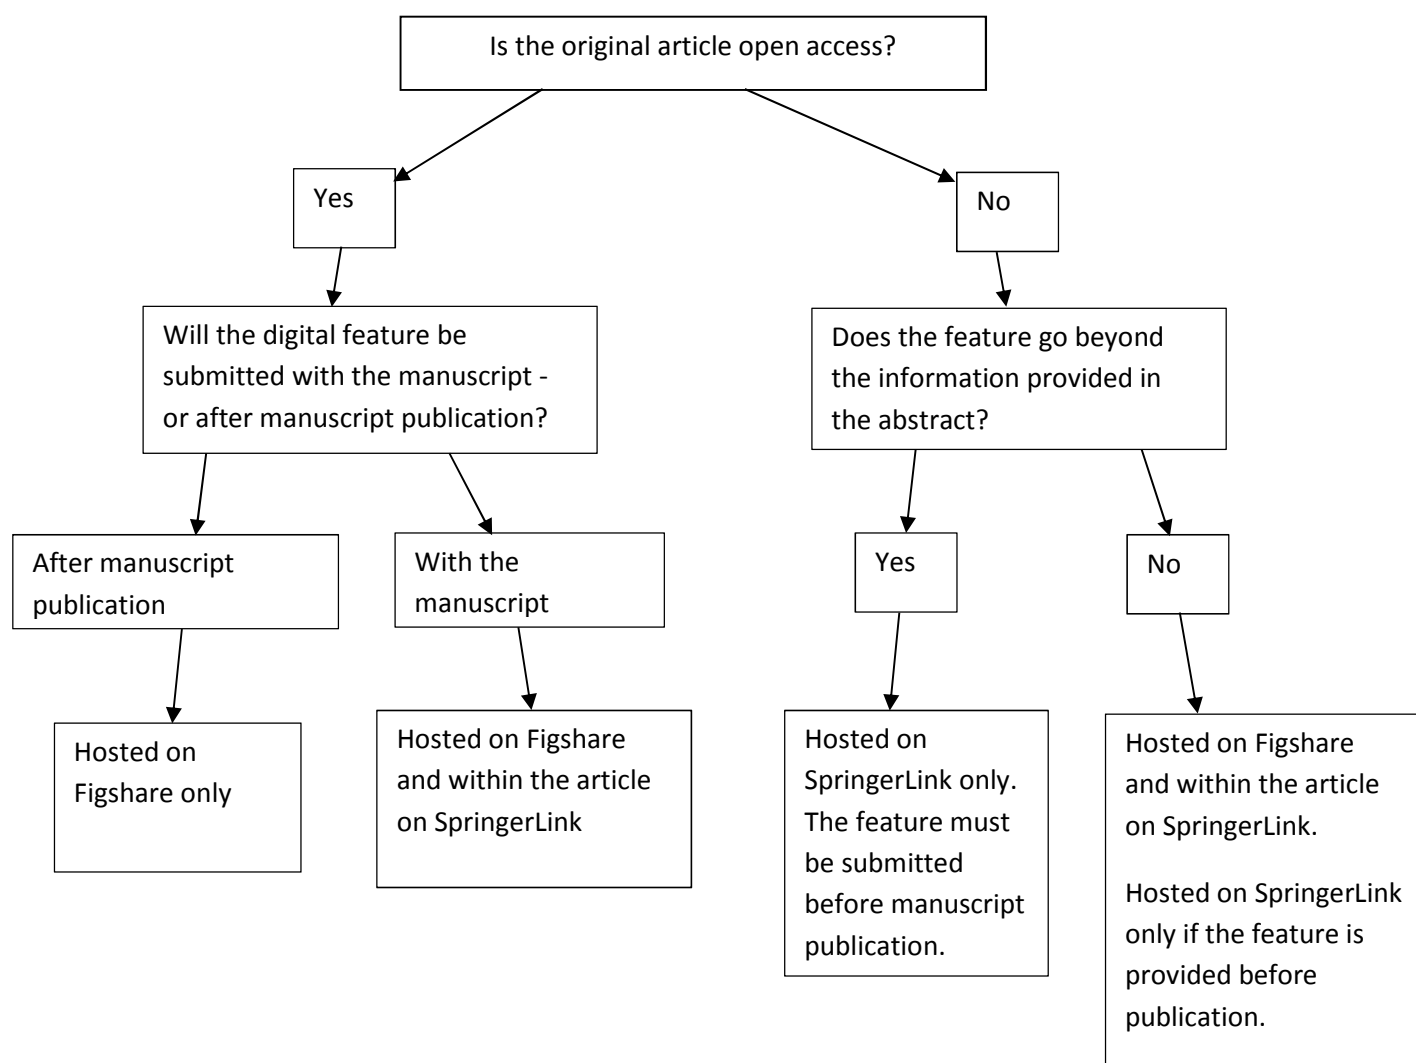 Is the original article open access?
Yes
No
Will the digital feature be
submitted with the manuscript -
or after manuscript publication?
Does the feature go beyond
the information provided in
the abstract?
After manuscript
publication
With the
manuscript
Yes
No
Hosted on
Figshare only
Hosted on Figshare
and within the article
on SpringerLink
Hosted on
SpringerLink only.
The feature must
be submitted
before manuscript
publication.
Hosted on Figshare
and within the article
on SpringerLink.
Hosted on SpringerLink
only if the feature is
provided before
publication.